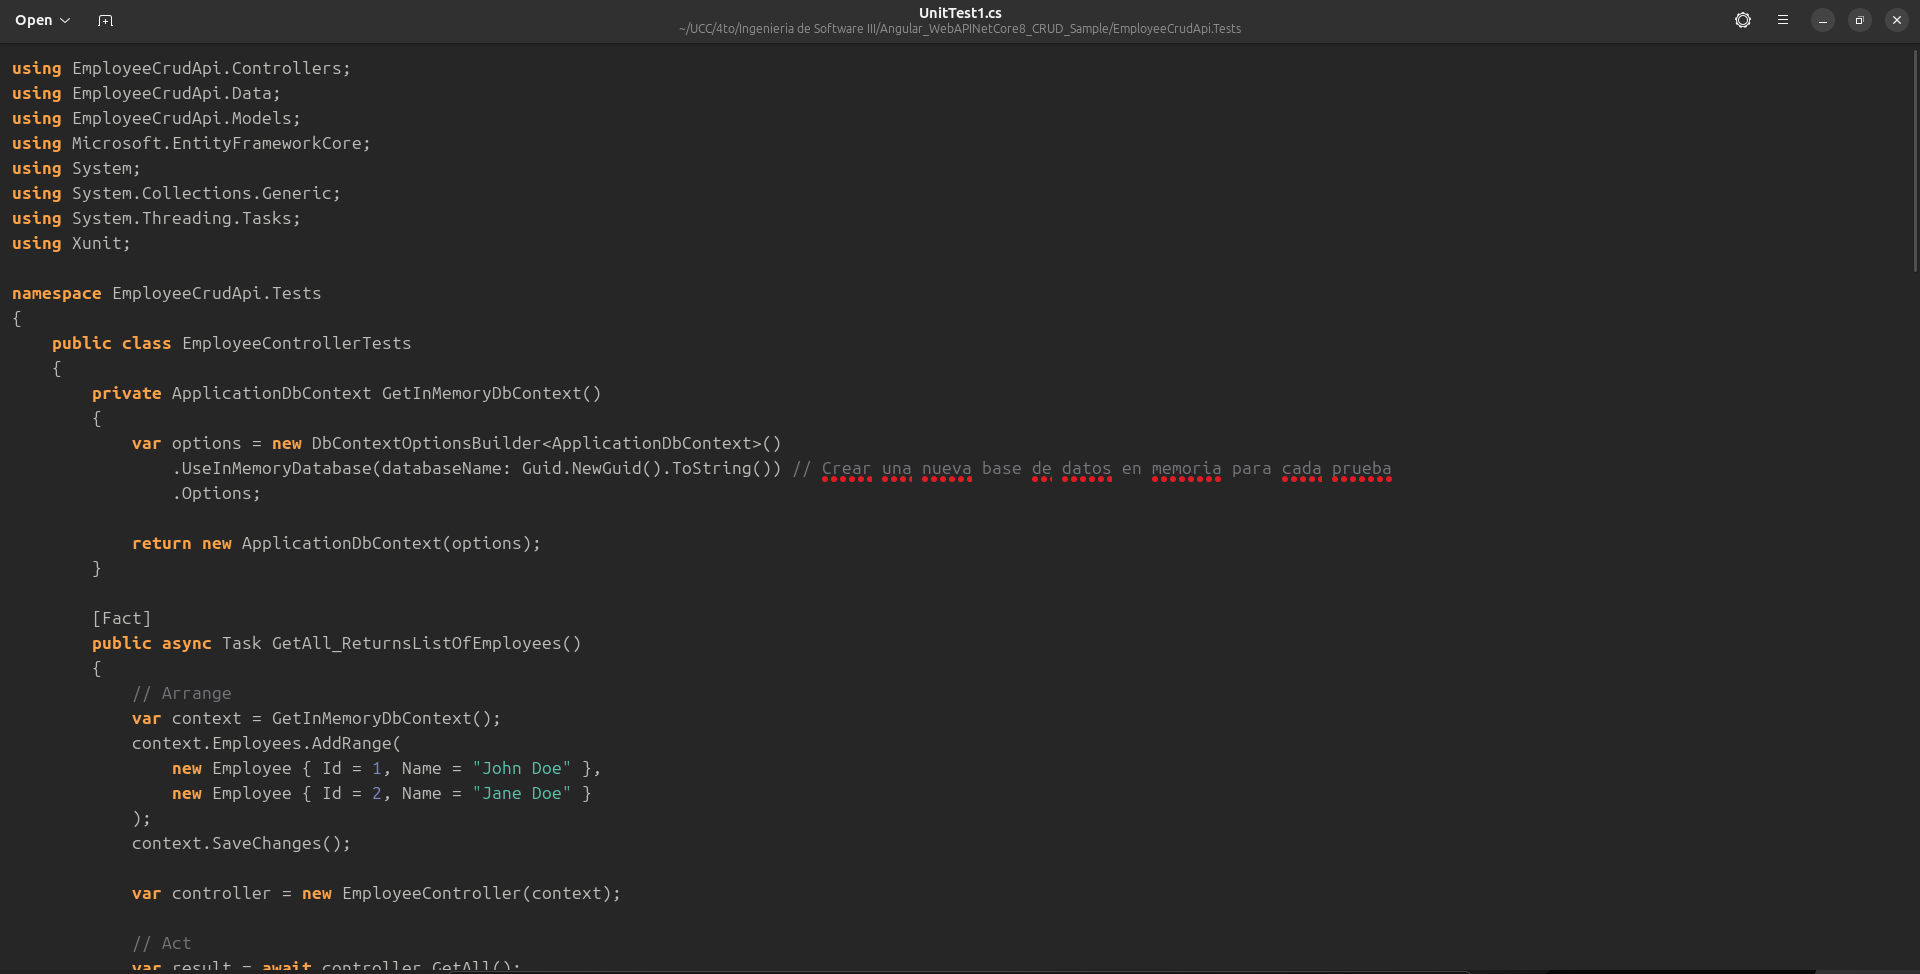 Open
UnitTest1.cs
~/UCC/4to/Ingenieria de Software III/Angular_WebAPINetCore8_CRUD_Sample/EmployeeCrudApi.Tests
using EmployeeCrudApi.Controllers;
using EmployeeCrudApi.Data;
using EmployeeCrudApi.Models;
using Microsoft.EntityFrameworkCore;
using System;
using System.Collections.Generic;
using System.Threading.Tasks;
using Xunit;
namespace EmployeeCrudApi.Tests
{
public class EmployeeControllerTests
{
private ApplicationDbContext GetInMemoryDbContext()
{
var options = new DbContextOptionsBuilder<ApplicationDbContext>()
.UseInMemoryDatabase(databaseName: Guid.NewGuid().ToString()) // Crear una nueva base de datos en memoria para cada prueba
.Options;
return new ApplicationDbContext(options);
}
[Fact]
public async Task GetAll_ReturnsListOfEmployees()
{
// Arrange
var context = GetInMemoryDbContext();
context.Employees.AddRange(
new Employee { Id = 1, Name = "John Doe" },
new Employee { Id = 2, Name = "Jane Doe" }
);
context.SaveChanges();
var controller = new EmployeeController(context);
// Act
var result = await controller.GetAll();